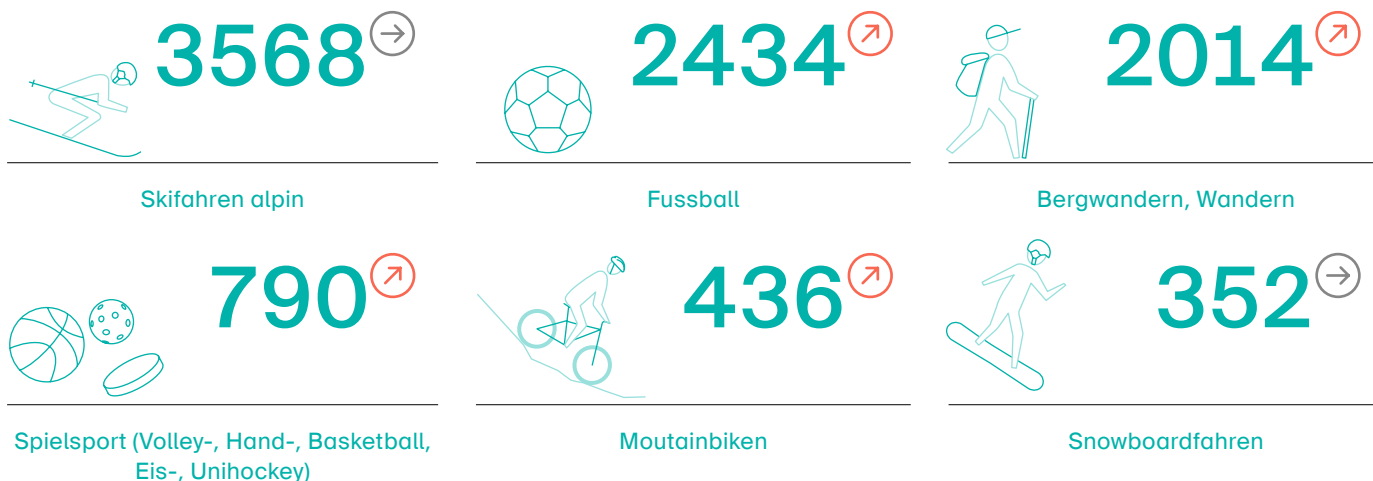 3568
2434
2014
Skifahren alpin
Fussball
Bergwandern, Wandern
790
436
352
Spielsport (Volley-, Hand-, Basketball,
Eis-, Unihockey)
Moutainbiken
Snowboardfahren